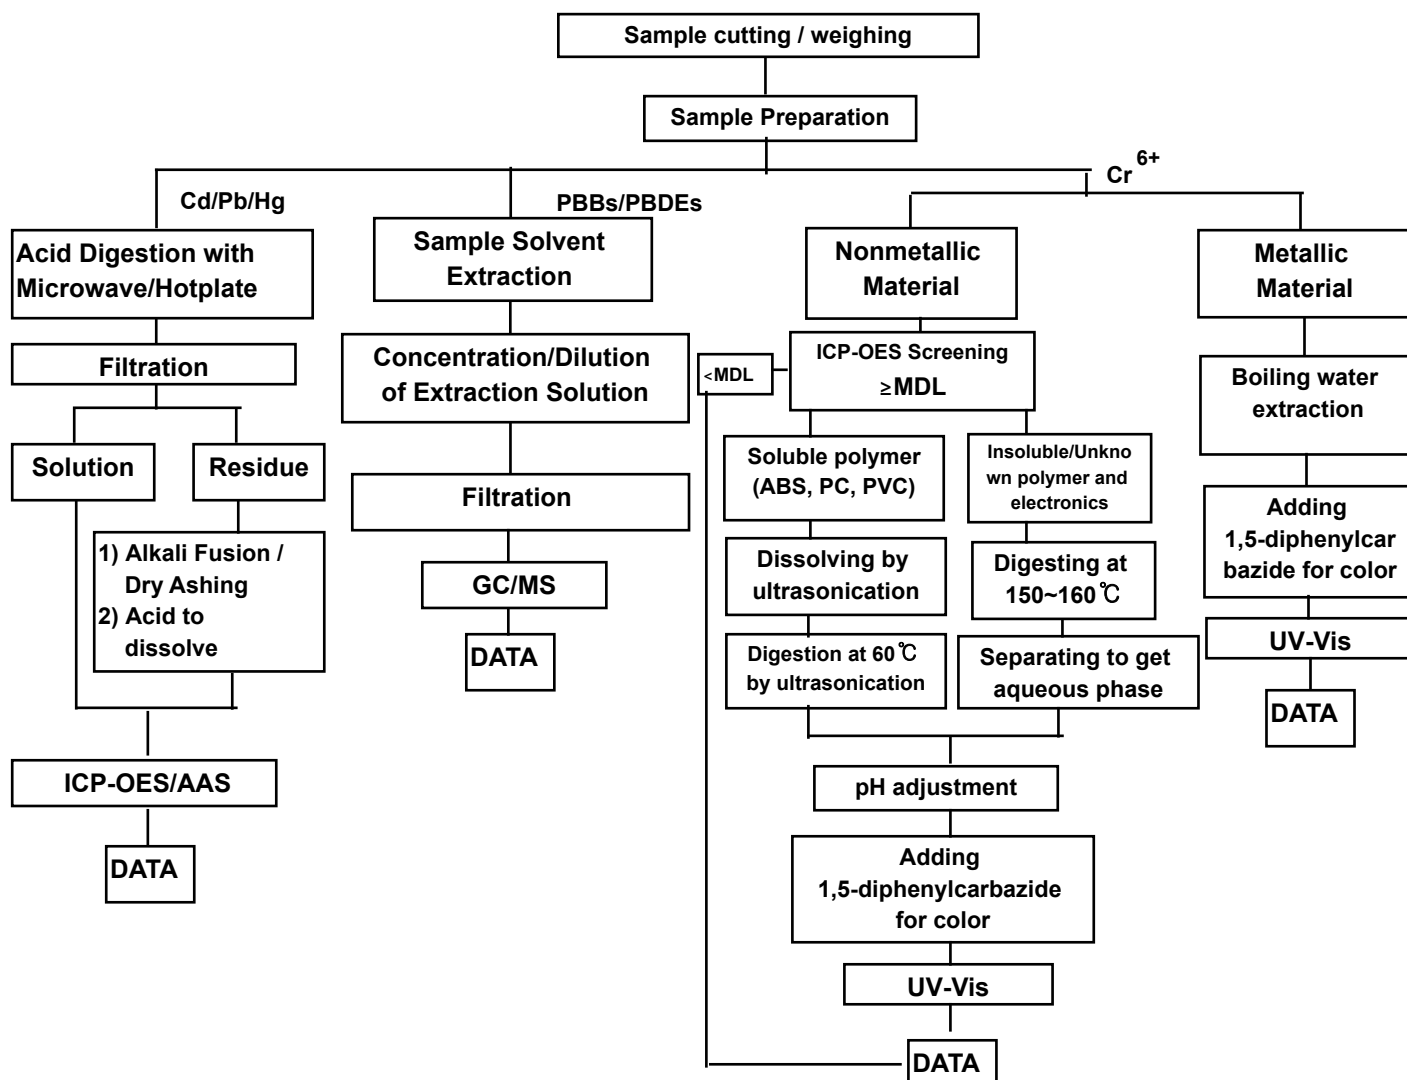 Sample cutting / weighing
Sample Preparation
Cd/Pb/Hg
PBBs/PBDEs
Cr 6+
Acid Digestion with
Microwave/Hotplate
Filtration
Solution
Residue
1) Alkali Fusion /
Dry Ashing
2) Acid to
dissolve
ICP-OES/AAS
DATA
Sample Solvent
Extraction
Concentration/Dilution
of Extraction Solution
Filtration
GC/MS
DATA
Nonmetallic
Material
ICP-OES Screening
≥MDL
<MDL
Soluble polymer
(ABS, PC, PVC)
Dissolving by
ultrasonication
Digestion at 60℃
by ultrasonication
Insoluble/Unkno
wn polymer and
electronics
Digesting at
150~160℃
Separating to get
aqueous phase
pH adjustment
Adding
1,5-diphenylcarbazide
for color
UV-Vis
DATA
Metallic
Material
Boiling water
extraction
Adding
1,5-diphenylcar
bazide for color
UV-Vis
DATA